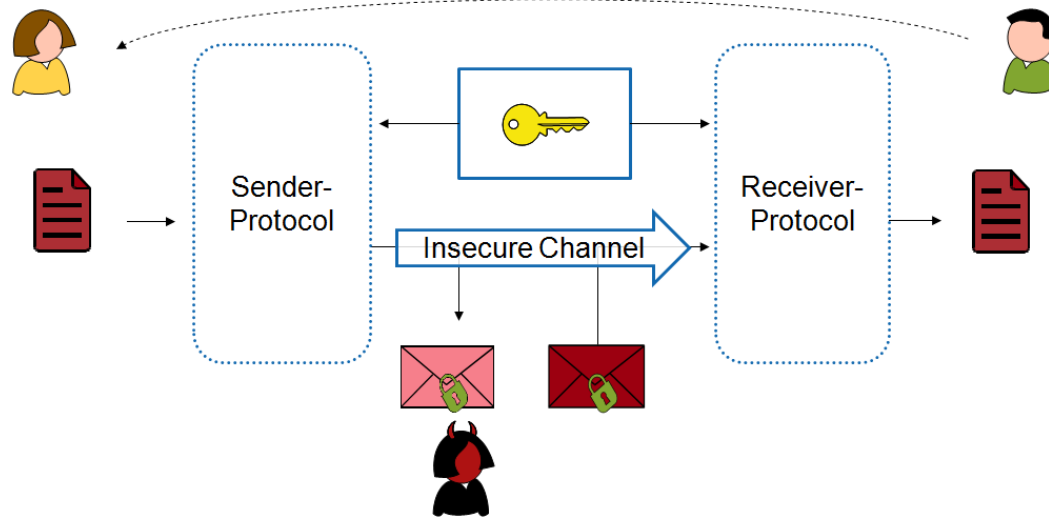 Sender-
Protocol
Receiver-
Protocol
Insecure Channel